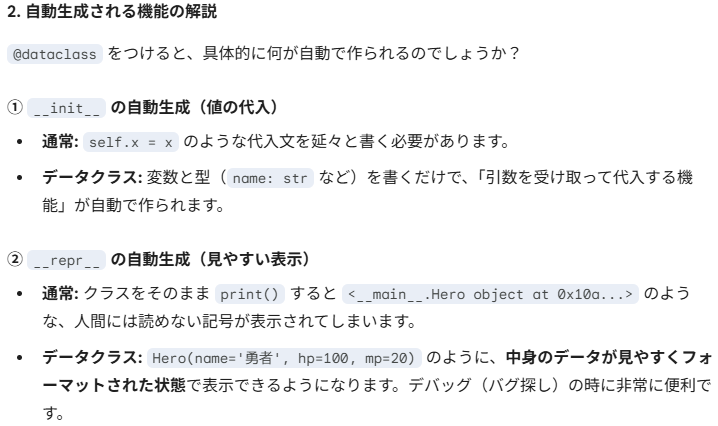 2. 自動生成される機能の解説
@dataclass をつけると、具体的に何が自動で作られるのでしょうか？
① __init__ の自動生成（値の代入）
• 通常: self.x = x のような代入文を延々と書く必要があります。
• データクラス: 変数と型（name: str など）を書くだけで、「引数を受け取って代入する機
能」が自動で作られます。
② __repr__ の自動生成（見やすい表示）
• 通常: クラスをそのまま print() すると <__main__.Hero object at 0x10a...> のよう
な、人間には読めない記号が表示されてしまいます。
• データクラス: Hero(name='勇者', hp=100, mp=20) のように、中身のデータが見やすくフォ
ーマットされた状態で表示できるようになります。デバッグ（バグ探し）の時に非常に便利で
す。